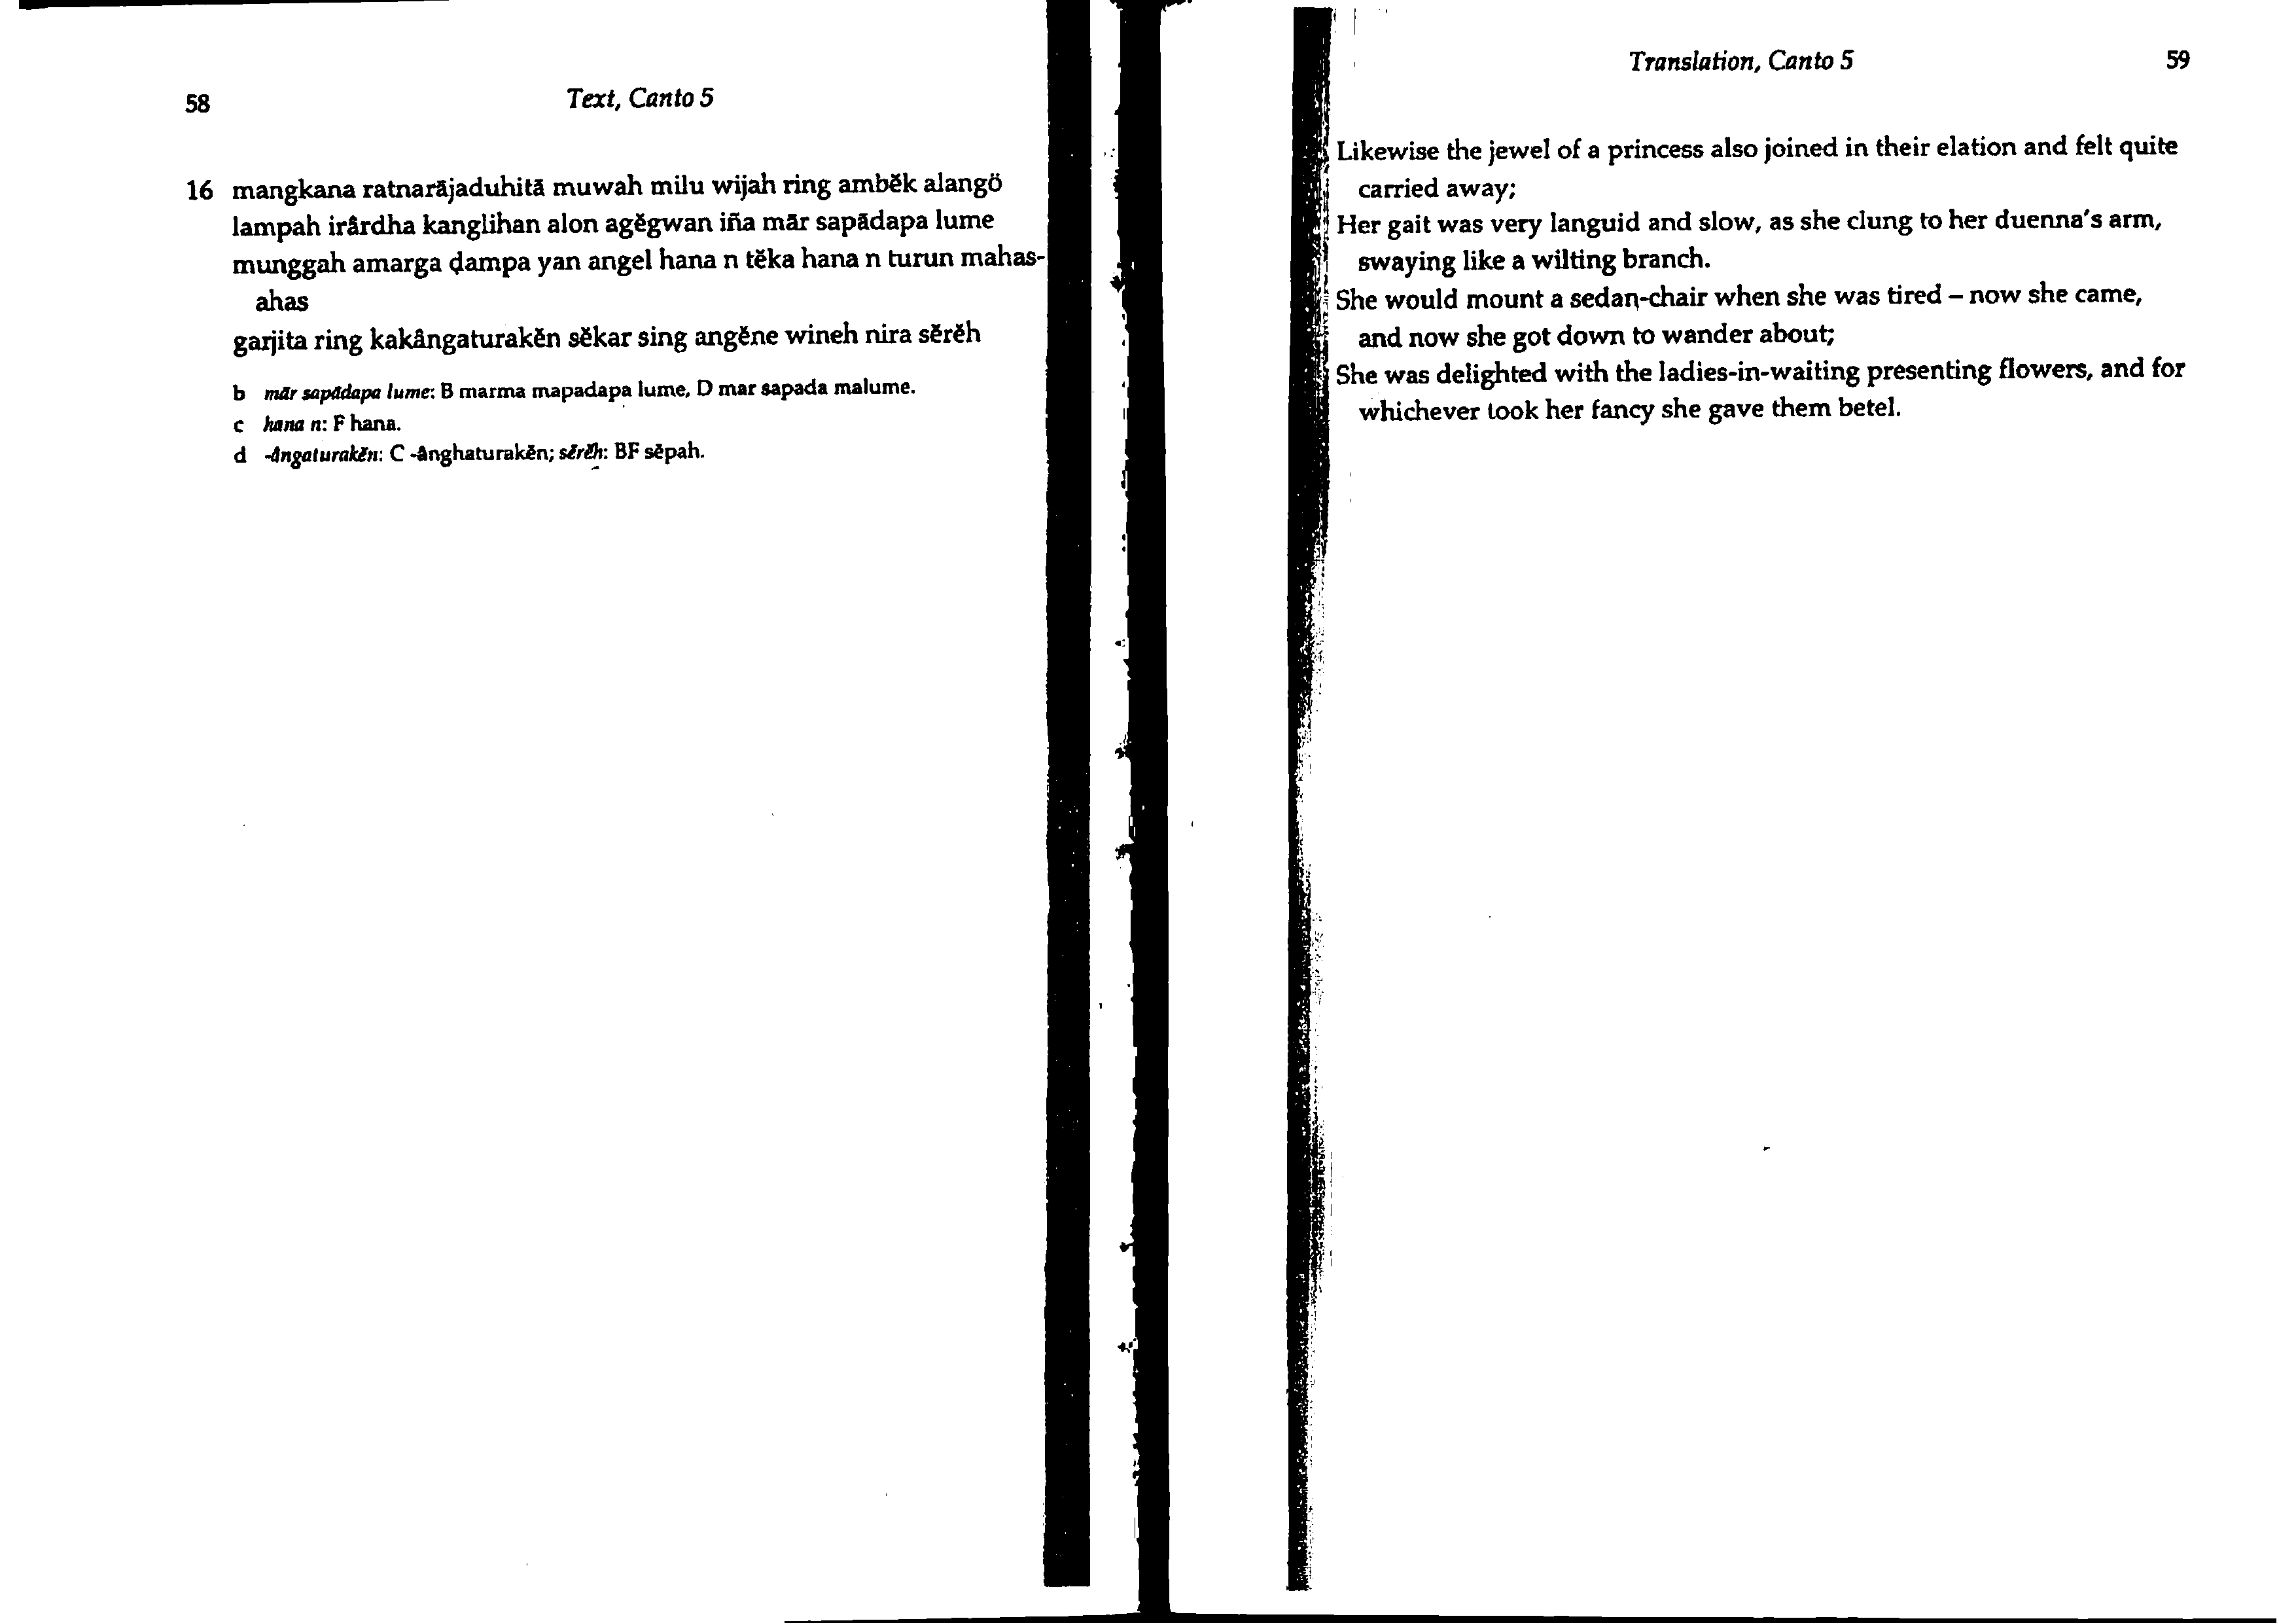 58
Text, Canto 5
16 mangkana ratnarājaduhitā muwah milu wijah ring ambĕk alangö
lampah irârdha kanglihan alon agĕgwan iña mār sapādapa lume
munggah amarga ḍampa yan angel hana n tĕka hana n turun mahas-
ahas
garjita ring kakângaturakĕn sĕkar sing angĕne wineh nira sĕrĕh
b mār sapādapa lume: B marma mapadapa lume, D mar sapada malume.
c hana n: F hana.
d -ângaturakĕn: C -ânghaturakĕn; sĕrĕh: BF sĕpah.
Translation, Canto 5
59
Likewise the jewel of a princess also joined in their elation and felt quite
carried away;
Her gait was very languid and slow, as she clung to her duenna's arm,
swaying like a wilting branch.
She would mount a sedan-chair when she was tired – now she came,
and now she got down to wander about;
She was delighted with the ladies-in-waiting presenting flowers, and for
whichever took her fancy she gave them betel.